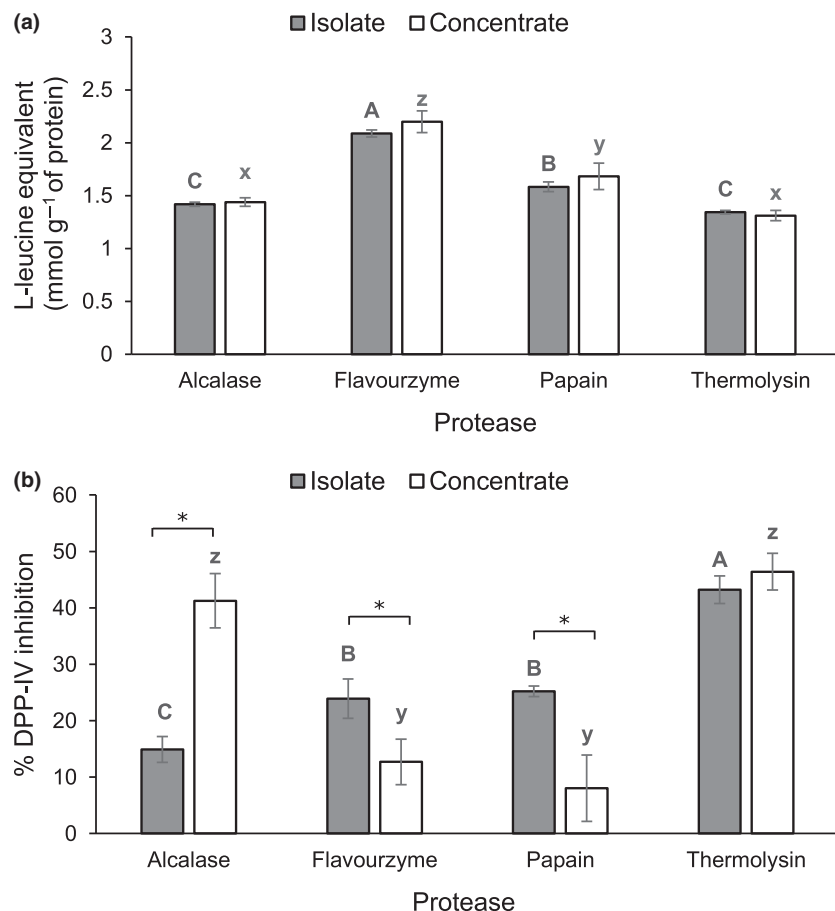 (a)
Isolate Concentrate
L-leucine equivalent
(mmol g⁻¹ of protein)
3
2.5
2
1.5
1
0.5
0
C x A z B y C x
Alcalase Flavourzyme Papain Thermolysin
Protease
(b)
Isolate Concentrate
% DPP-IV inhibition
60
50
40
30
20
10
0
* * *
C z B y B y A z
Alcalase Flavourzyme Papain Thermolysin
Protease